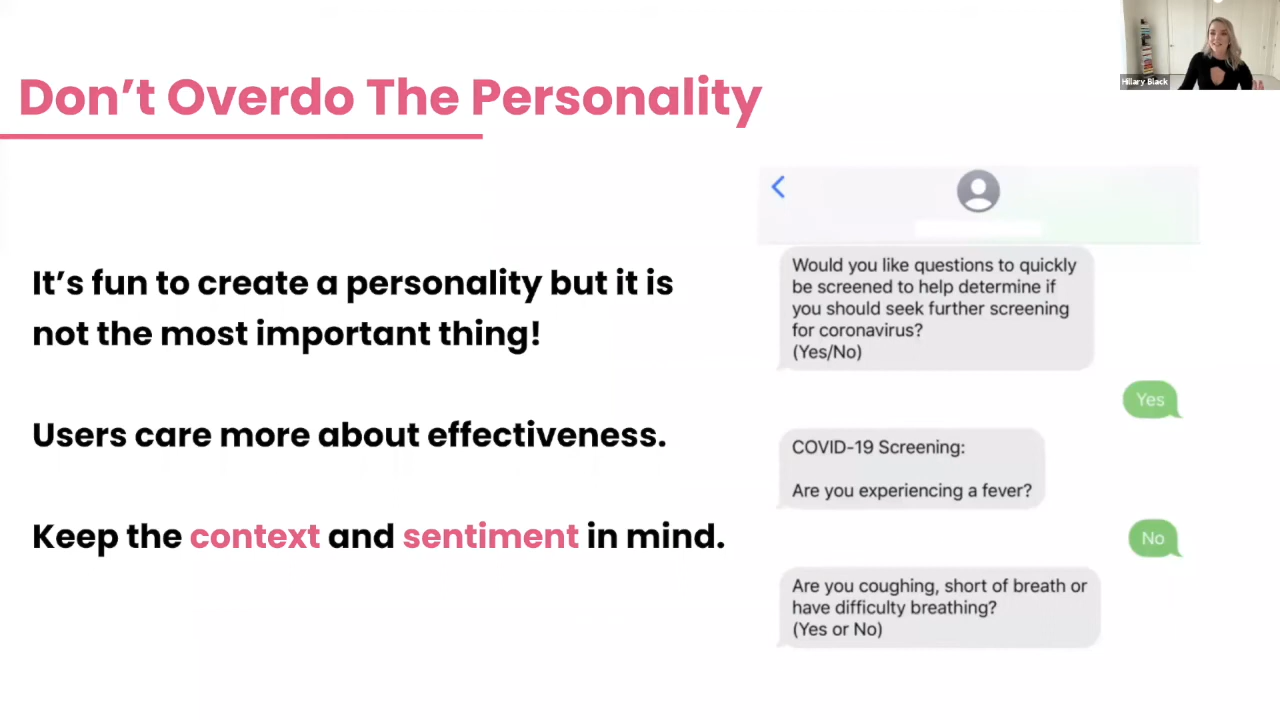 Don't Overdo The Personality
Hillary Black
It's fun to create a personality but it is
not the most important thing!
Users care more about effectiveness.
Keep the context and sentiment in mind.
Would you like questions to quickly
be screened to help determine if
you should seek further screening
for coronavirus?
(Yes/No)
Yes
COVID-19 Screening:
Are you experiencing a fever?
No
Are you coughing, short of breath or
have difficulty breathing?
(Yes or No)